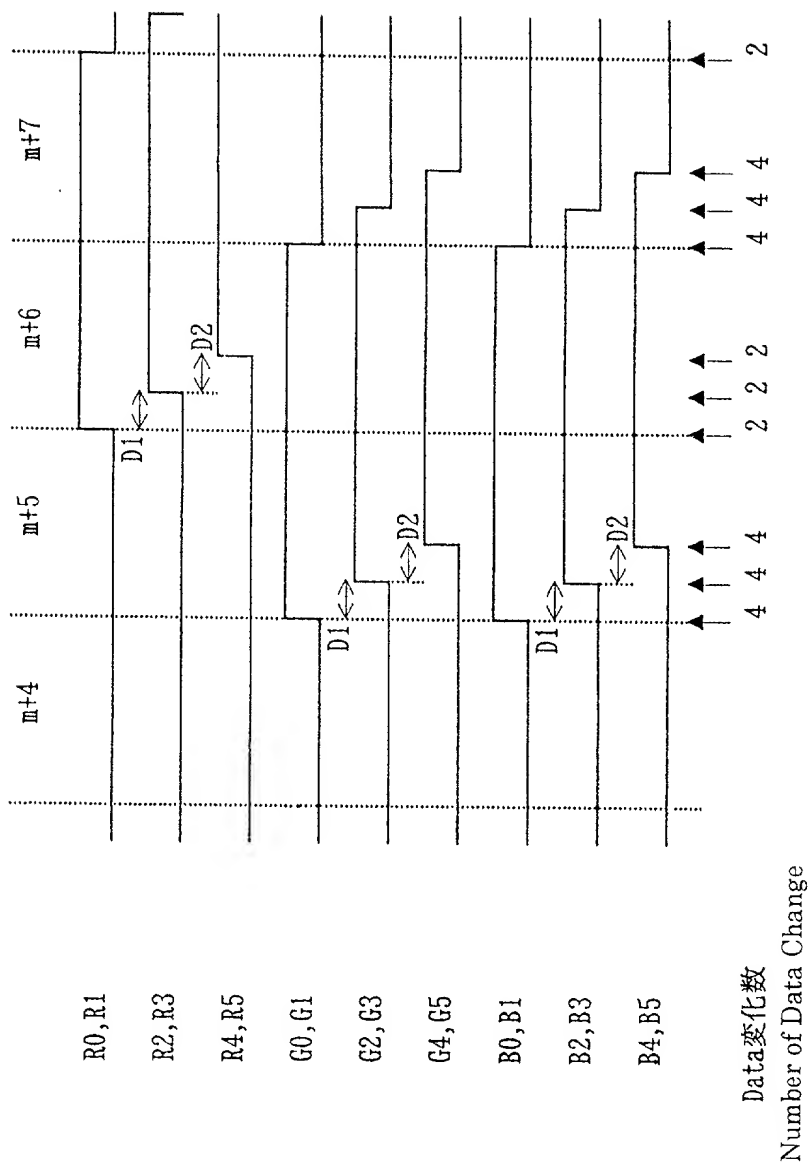 m+4 m+5 m+6 m+7
R0,R1
D1
R2,R3
D2
R4,R5
G0,G1
D1
G2,G3
D2
G4,G5
B0,B1
D1
B2,B3
D2
B4,B5
Data変化数 4 4 4 2 2 2 4 4 4 2
Number of Data Change